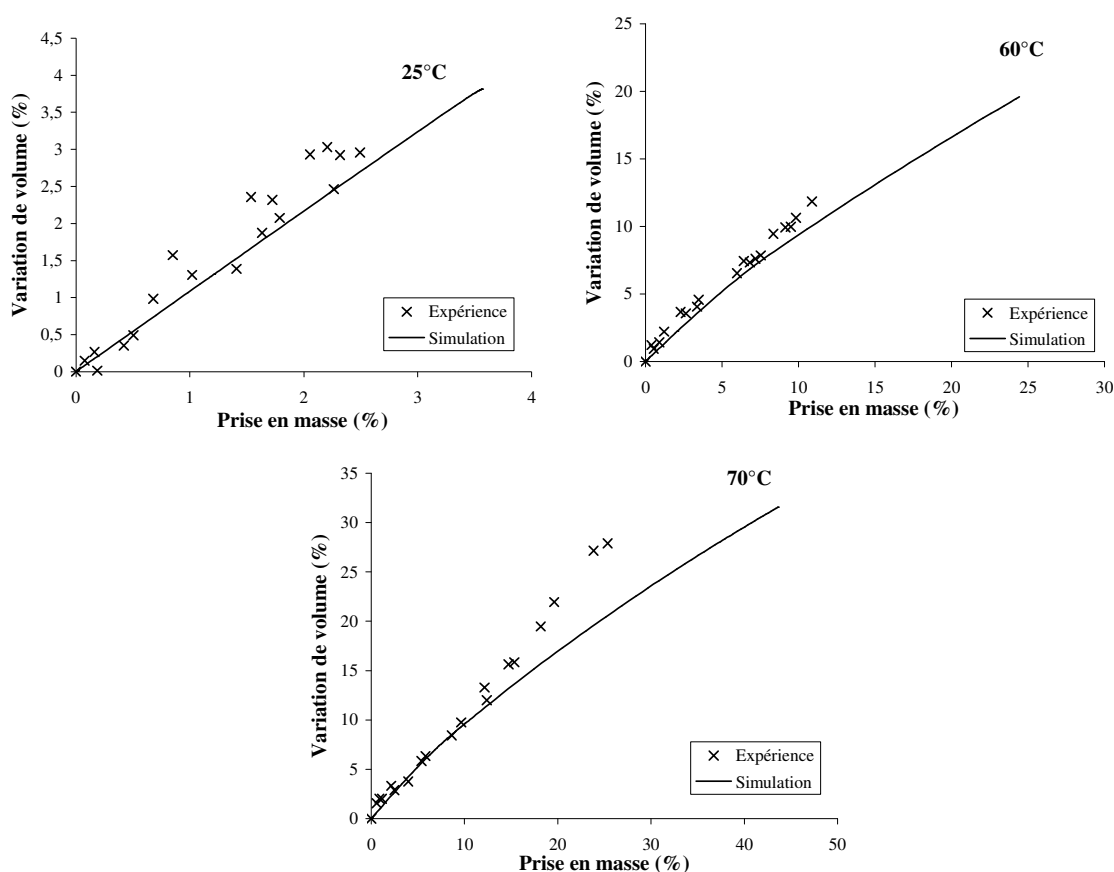 25°C
Variation de volume (%)
4,5
4
3,5
3
2,5
2
1,5
1
0,5
0
0 1 2 3 4
Prise en masse (%)
Expérience
Simulation
60°C
Variation de volume (%)
25
20
15
10
5
0
0 5 10 15 20 25 30
Prise en masse (%)
Expérience
Simulation
70°C
Variation de volume (%)
35
30
25
20
15
10
5
0
0 10 20 30 40 50
Prise en masse (%)
Expérience
Simulation